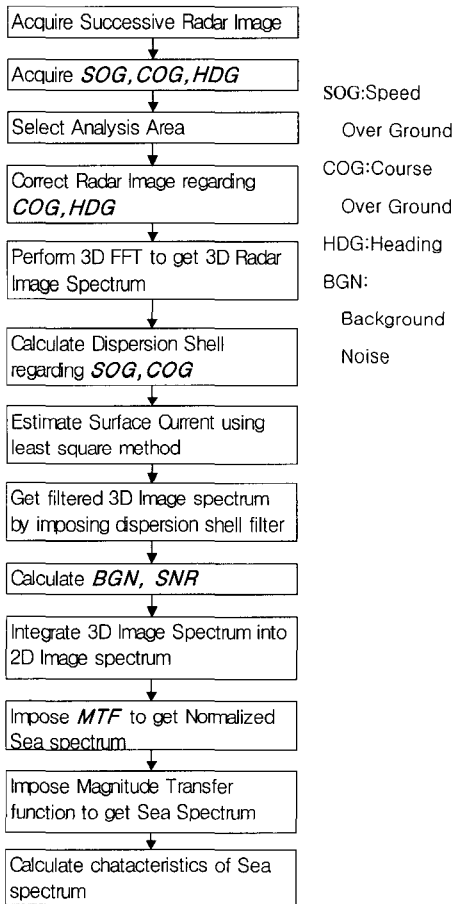 Acquire Successive Radar Image
Acquire SOG, COG, HDG
Select Analysis Area
Correct Radar Image regarding
COG, HDG
Perform 3D FFT to get 3D Radar
Image Spectrum
Calculate Dispersion Shell
regarding SOG, COG
Estimate Surface Current using
least square method
Get filtered 3D Image spectrum
by imposing dispersion shell filter
Calculate BGN, SNR
Integrate 3D Image Spectrum into
2D Image spectrum
Impose MTF to get Normalized
Sea spectrum
Impose Magnitude Transfer
function to get Sea Spectrum
Calculate chatacteristics of Sea
spectrum
SOG:Speed
Over Ground
COG:Course
Over Ground
HDG:Heading
BGN:
Background
Noise